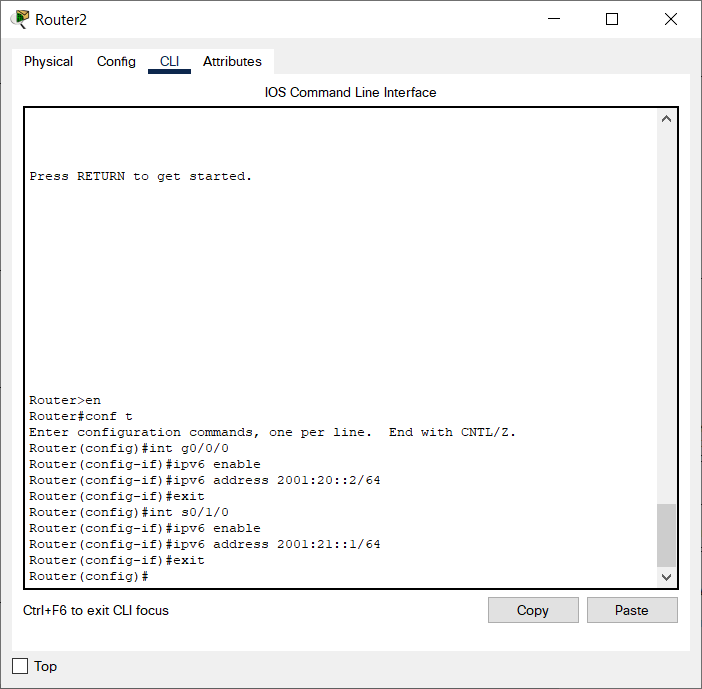 Router2
Physical Config CLI Attributes
IOS Command Line Interface
Press RETURN to get started.
Router>en
Router#conf t
Enter configuration commands, one per line.  End with CNTL/Z.
Router(config)#int g0/0/0
Router(config-if)#ipv6 enable
Router(config-if)#ipv6 address 2001:20::2/64
Router(config-if)#exit
Router(config)#int s0/1/0
Router(config-if)#ipv6 enable
Router(config-if)#ipv6 address 2001:21::1/64
Router(config-if)#exit
Router(config)#
Ctrl+F6 to exit CLI focus
Copy Paste
Top